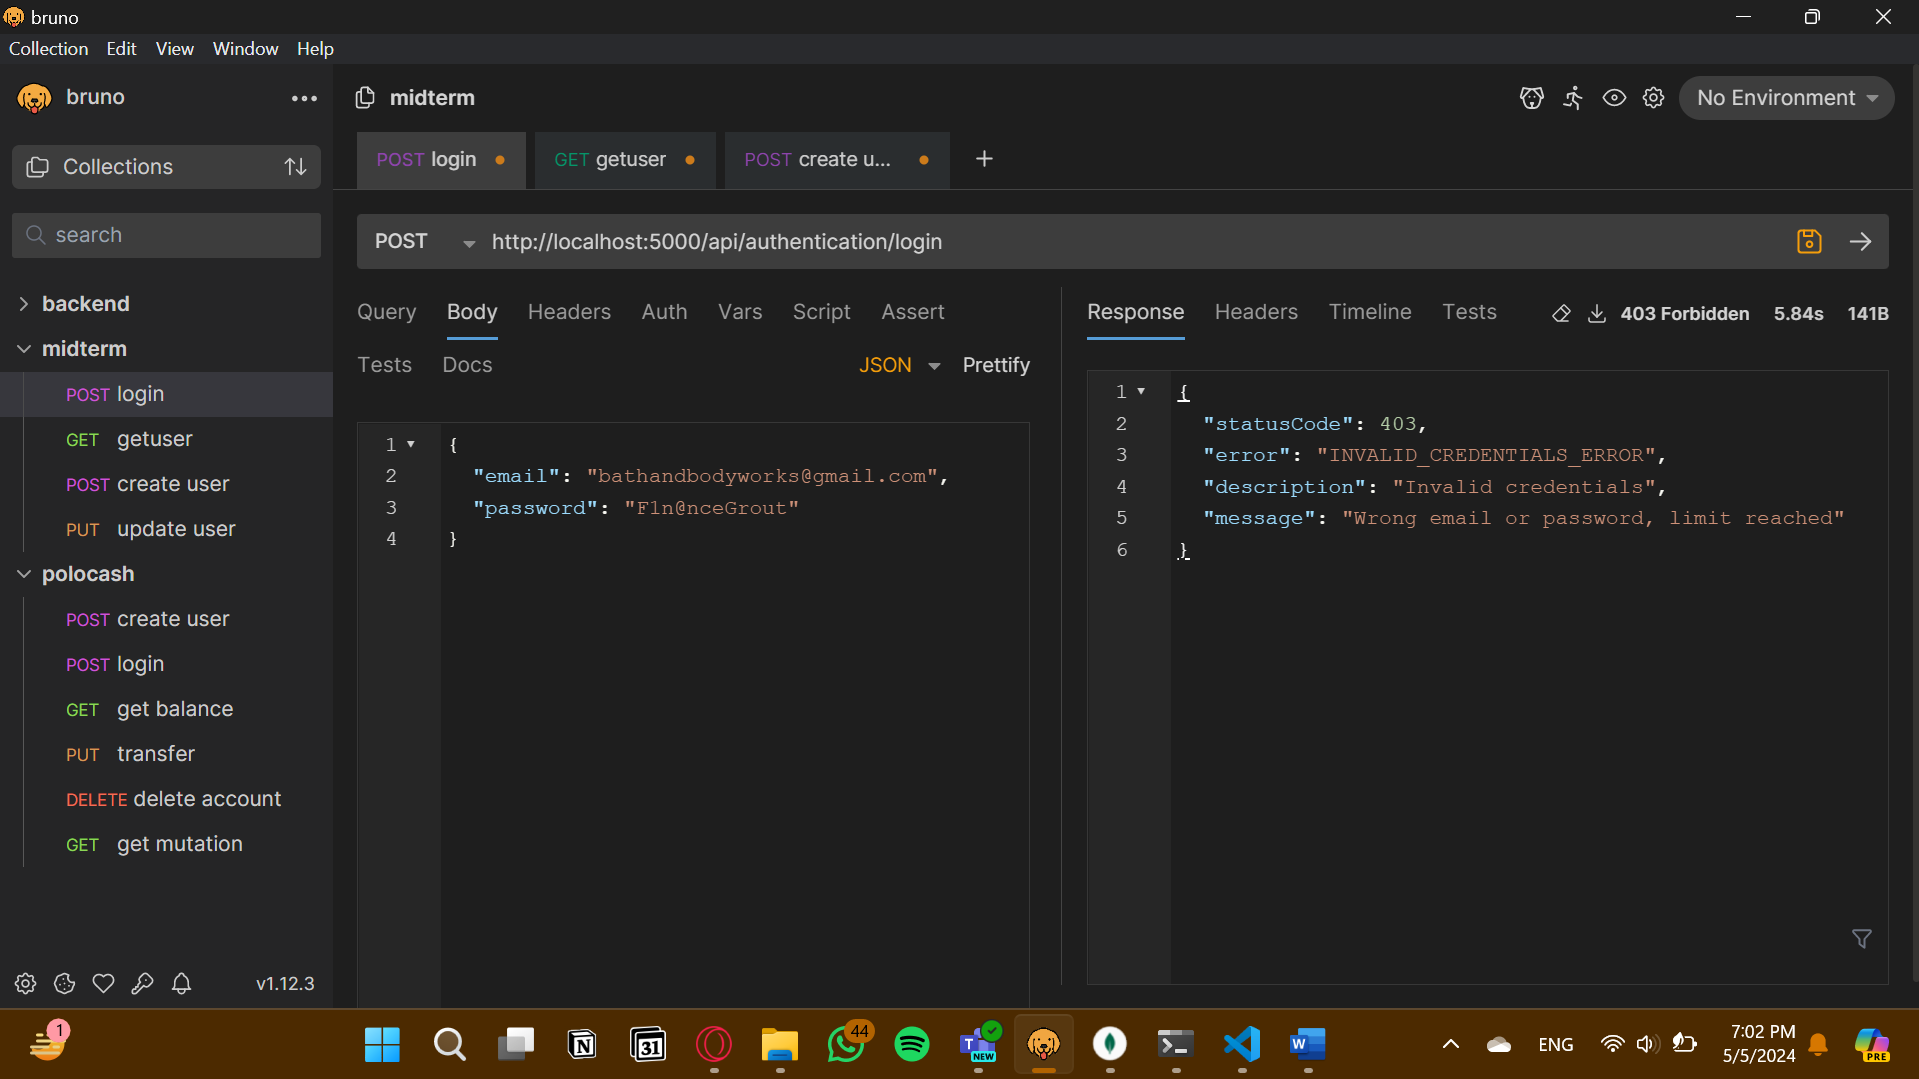 bruno
Collection Edit View Window Help
bruno
midterm
No Environment
Collections
POST login
GET getuser
POST create u...
search
POST http://localhost:5000/api/authentication/login
backend
midterm
POST login
GET getuser
POST create user
PUT update user
polocash
POST create user
POST login
GET get balance
PUT transfer
DELETE delete account
GET get mutation
v1.12.3
Query Body Headers Auth Vars Script Assert
Tests Docs JSON Prettify
1 {
2 "email": "bathandbodyworks@gmail.com",
3 "password": "F1n@nceGrout"
4 }
Response Headers Timeline Tests 403 Forbidden 5.84s 141B
1 {
2 "statusCode": 403,
3 "error": "INVALID_CREDENTIALS_ERROR",
4 "description": "Invalid credentials",
5 "message": "Wrong email or password, limit reached"
6 }
1
N
31
44
T
NEW
W
ENG
7:02 PM
5/5/2024
PRE